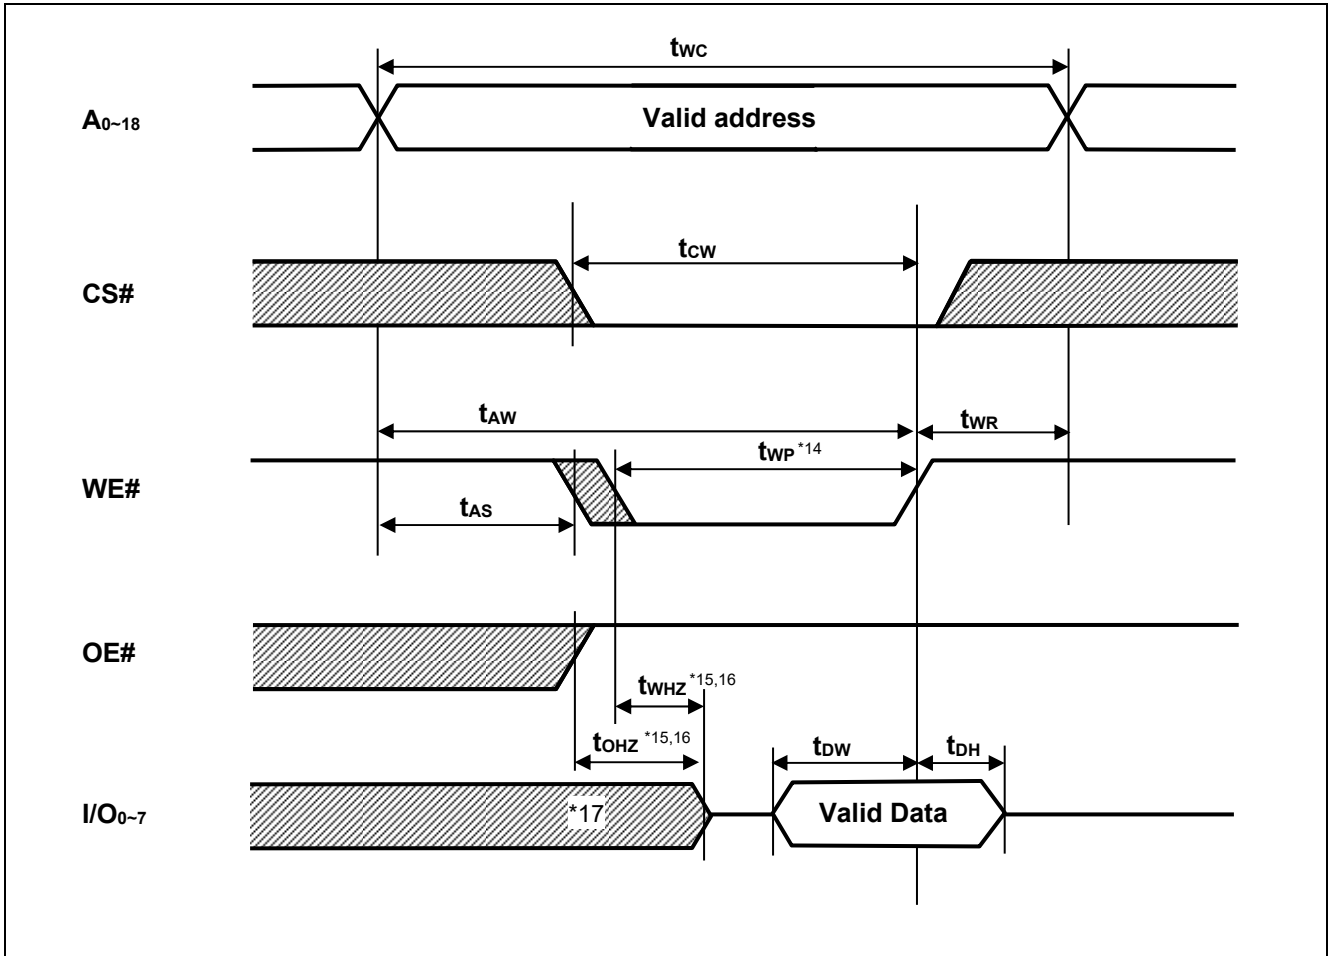 tWC
A0~18
Valid address
tCW
CS#
tAW
tWR
tWP *14
WE#
tAS
OE#
tWHZ *15,16
tOHZ *15,16
tDW
tDH
I/O0~7
*17
Valid Data